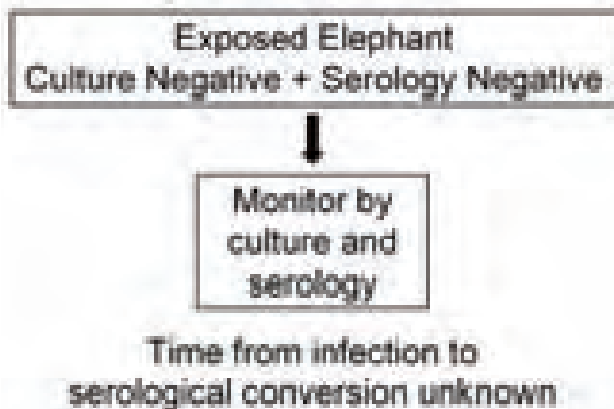 Exposed Elephant
Culture Negative + Serology Negative
Monitor by
culture and
serology
Time from infection to
serological conversion unknown